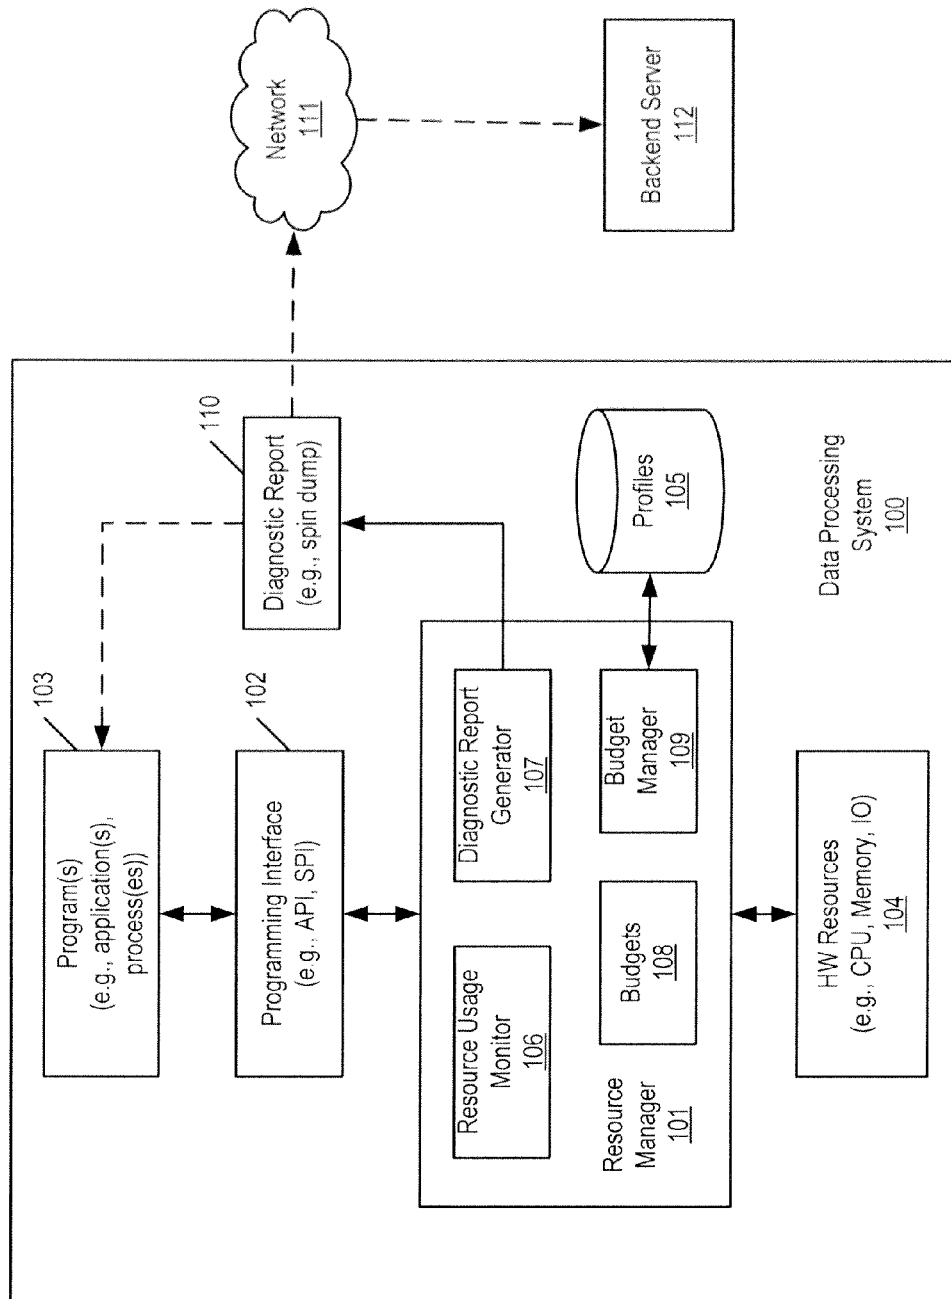 103
Program(s)
(e.g., application(s),
process(es))
102
Programming Interface
(e.g., API, SPI)
Resource Usage
Monitor
106
Diagnostic Report
Generator
107
Resource
Manager
101
Budgets
108
Budget
Manager
109
HW Resources
(e.g., CPU, Memory, IO)
104
110
Diagnostic Report
(e.g., spin dump)
Profiles
105
Data Processing
System
100
Network
111
Backend Server
112